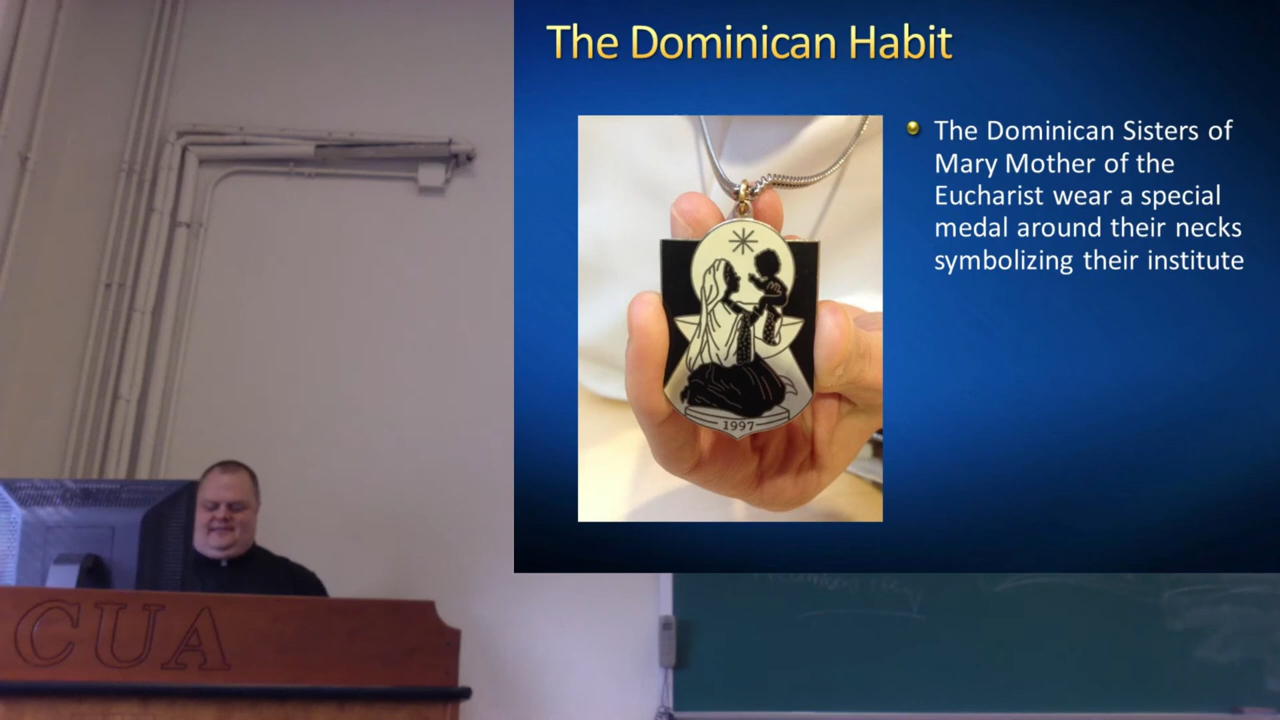 The Dominican Habit
The Dominican Sisters of
Mary Mother of the
Eucharist wear a special
medal around their necks
symbolizing their institute
1997
CUA